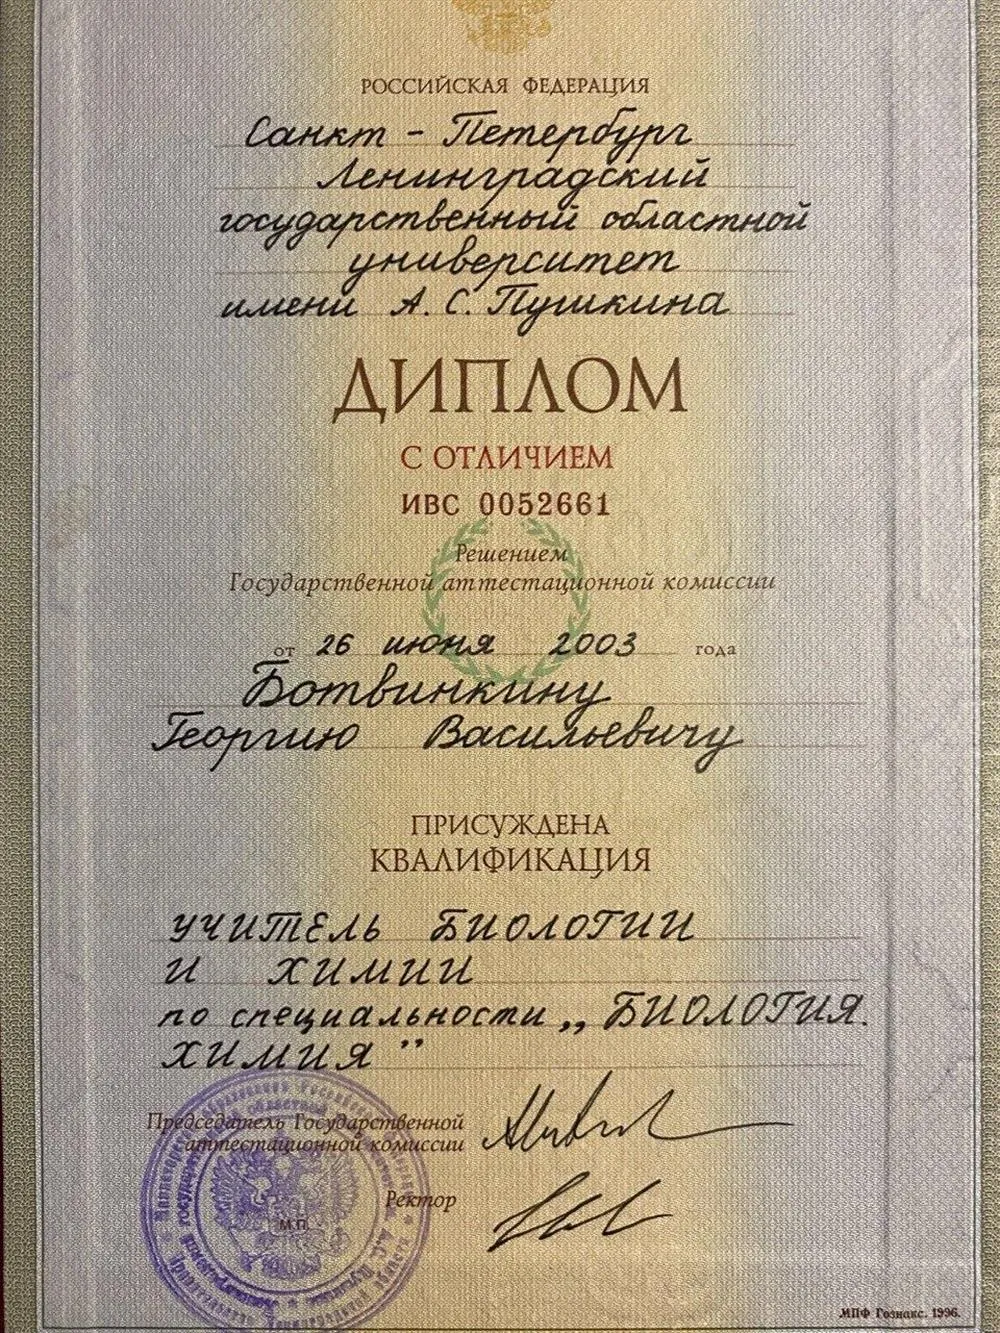 РОССИЙСКАЯ ФЕДЕРАЦИЯ
Санкт - Петербург
Ленинградский
государственный областной
университет
имени А. С. Пушкина
ДИПЛОМ
С ОТЛИЧИЕМ
ИВС 0052661
Решением
Государственной аттестационной комиссии
от 26 июня 2003 года
Ботвинкину
Георгию Васильевичу
ПРИСУЖДЕНА
КВАЛИФИКАЦИЯ
УЧИТЕЛЬ БИОЛОГИИ
И ХИМИИ
по специальности „БИОЛОГИЯ.
ХИМИЯ”
Председатель Государственной
аттестационной комиссии
Ректор
М.П.
МПФ Гознак. 1996.